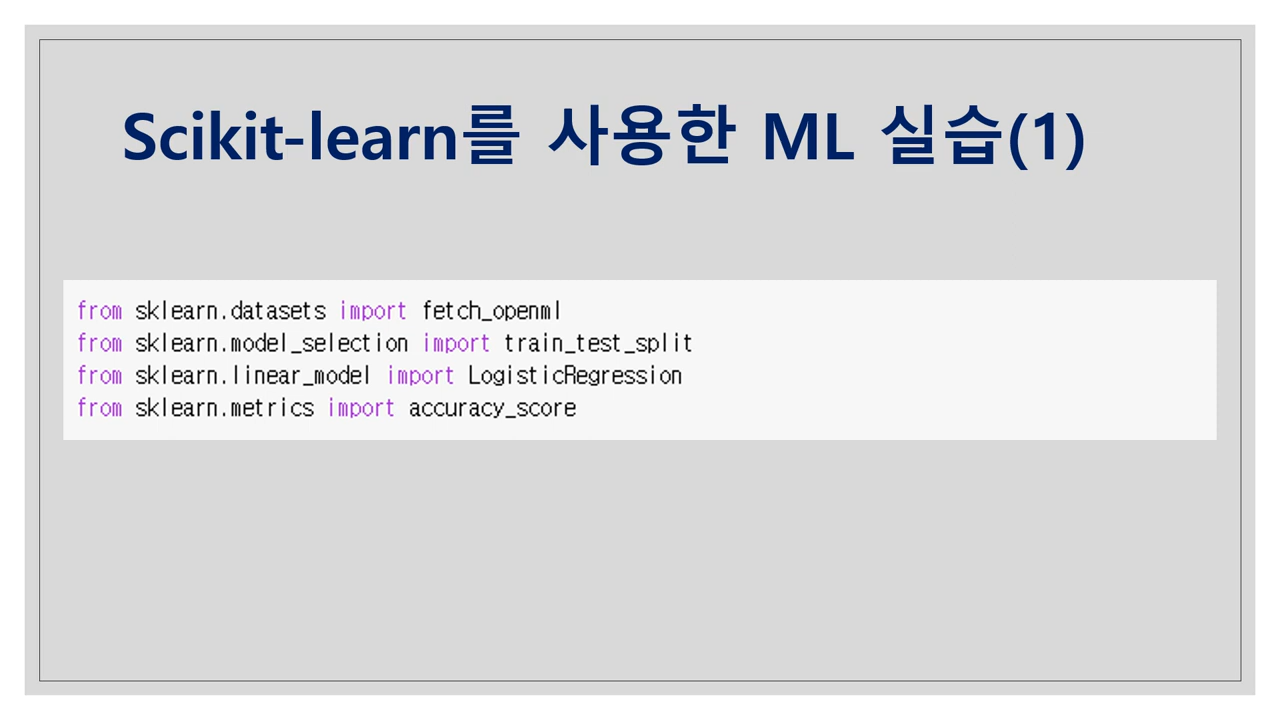 Scikit-learn를 사용한 ML 실습(1)
from sklearn.datasets import fetch_openml
from sklearn.model_selection import train_test_split
from sklearn.linear_model import LogisticRegression
from sklearn.metrics import accuracy_score